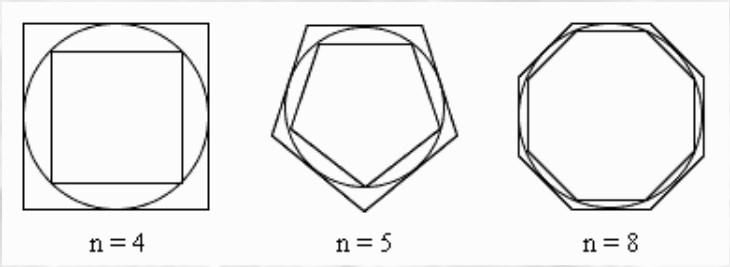 n = 4
n = 5
n = 8